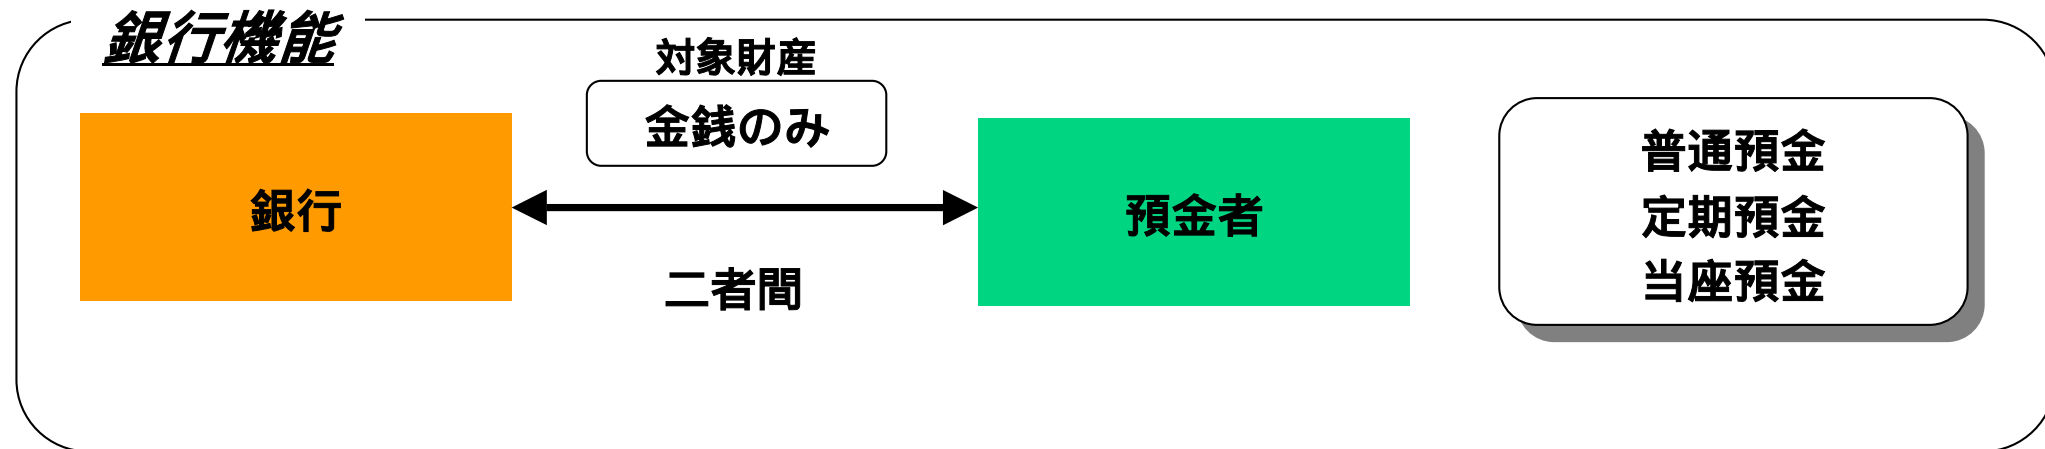 銀行機能
対象財産
金銭のみ
銀行
預金者
二者間
普通預金
定期預金
当座預金